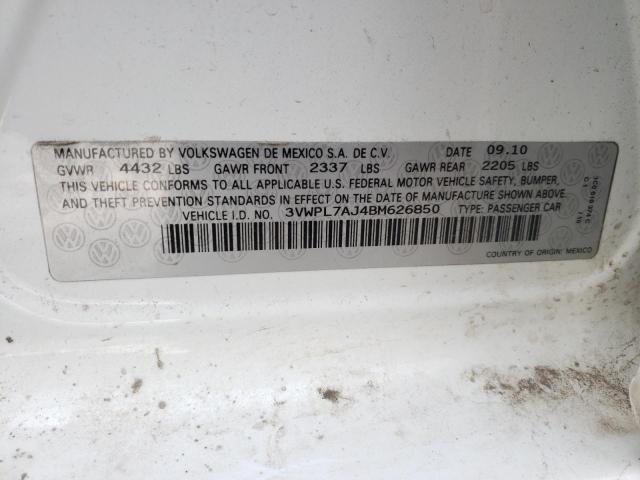 MANUFACTURED BY VOLKSWAGEN DE MEXICO S.A. DE C.V. DATE 09.10
GVWR 4432 LBS GAWR FRONT 2337 LBS GAWR REAR 2205 LBS
THIS VEHICLE CONFORMS TO ALL APPLICABLE U.S. FEDERAL MOTOR VEHICLE SAFETY, BUMPER,
AND THEFT PREVENTION STANDARDS IN EFFECT ON THE DATE OF MANUFACTURE SHOWN ABOVE.
VEHICLE I.D. NO. 3VWPL7AJ4BM626850 TYPE: PASSENGER CAR
COUNTRY OF ORIGIN: MEXICO